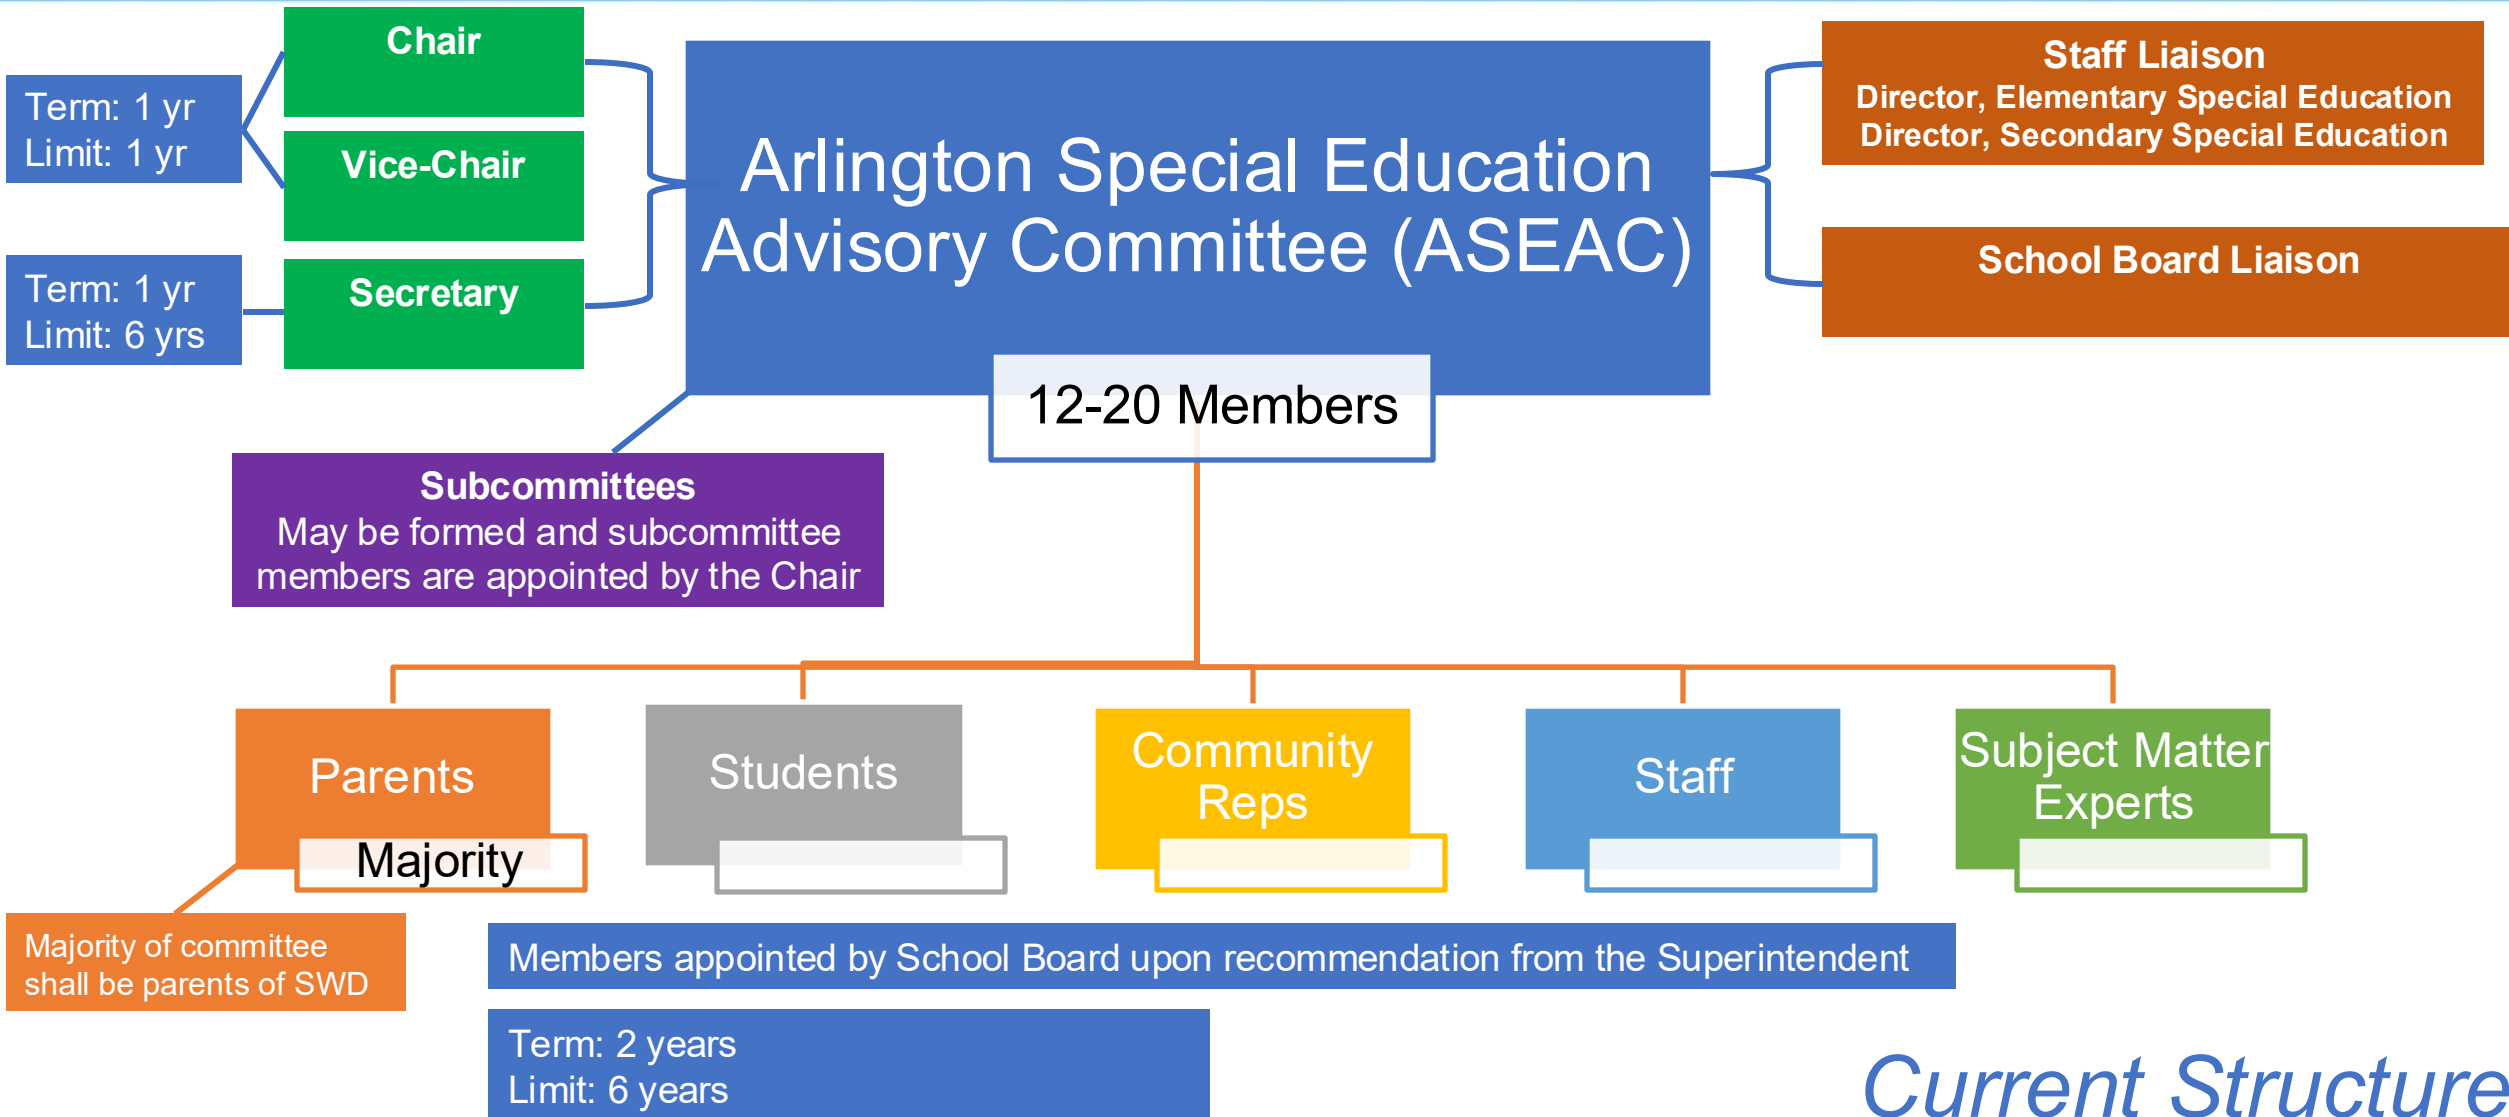 Chair
Term: 1 yr
Limit: 1 yr
Vice-Chair
Term: 1 yr
Limit: 6 yrs
Secretary
Arlington Special Education
Advisory Committee (ASEAC)
12-20 Members
Staff Liaison
Director, Elementary Special Education
Director, Secondary Special Education
School Board Liaison
Subcommittees
May be formed and subcommittee
members are appointed by the Chair
Parents
Majority
Students
Community
Reps
Staff
Subject Matter
Experts
Majority of committee
shall be parents of SWD
Members appointed by School Board upon recommendation from the Superintendent
Term: 2 years
Limit: 6 years
Current Structure